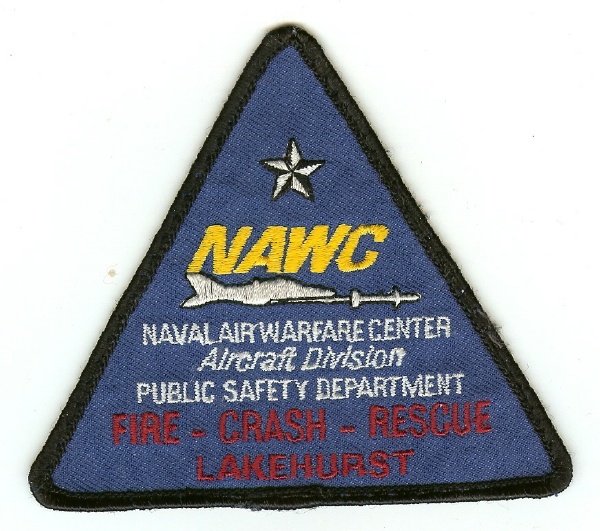 NAWC
NAVAL AIR WARFARE CENTER
Aircraft Division
PUBLIC SAFETY DEPARTMENT
FIRE - CRASH - RESCUE
LAKEHURST